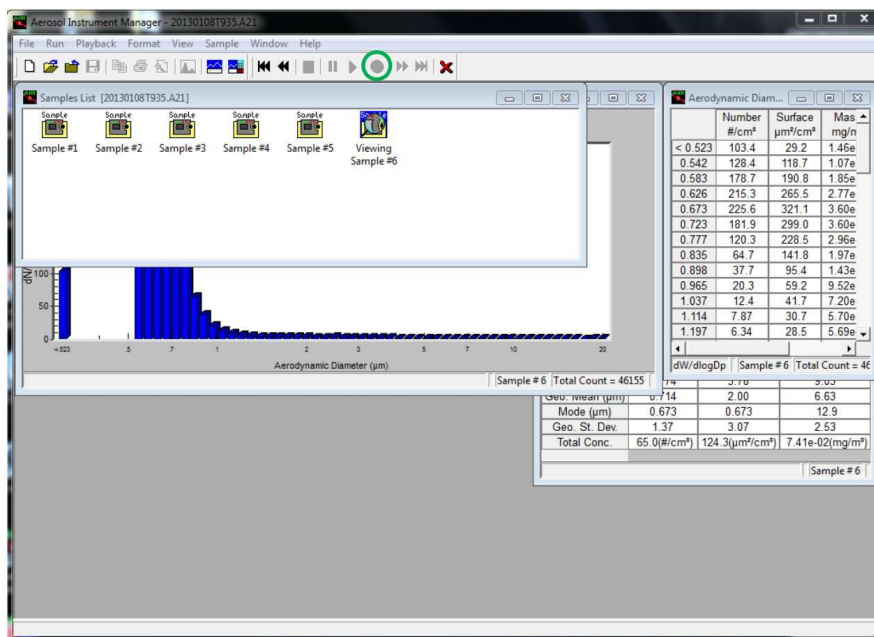 Aerosol Instrument Manager - 20130108T935.A21
File Run Playback Format View Sample Window Help
Samples List [20130108T935.A21]
Sample Sample Sample Sample Sample
Sample #1 Sample #2 Sample #3 Sample #4 Sample #5 Viewing
Sample #6
100
50
0
<.523 .5 .7 1 2 3 5 7 10 20
Aerodynamic Diameter (µm)
Sample # 6 Total Count = 46155
Aerodynamic Diam...
Number Surface Mas
#/cm³ µm²/cm³ mg/n
< 0.523 103.4 29.2 1.46e
0.542 128.4 118.7 1.07e
0.583 178.7 190.8 1.85e
0.626 215.3 265.5 2.77e
0.673 225.6 321.1 3.60e
0.723 181.9 299.0 3.60e
0.777 120.3 228.5 2.96e
0.835 64.7 141.8 1.97e
0.898 37.7 95.4 1.43e
0.965 20.3 59.2 9.52e
1.037 12.4 41.7 7.20e
1.114 7.87 30.7 5.70e
1.197 6.34 28.5 5.69e
dW/dlogDp Sample # 6 Total Count = 46
Geo. Mean (µm) 0.714 2.00 6.63
Mode (µm) 0.673 0.673 12.9
Geo. St. Dev. 1.37 3.07 2.53
Total Conc. 65.0(#/cm³) 124.3(µm²/cm³) 7.41e-02(mg/m³)
Sample # 6